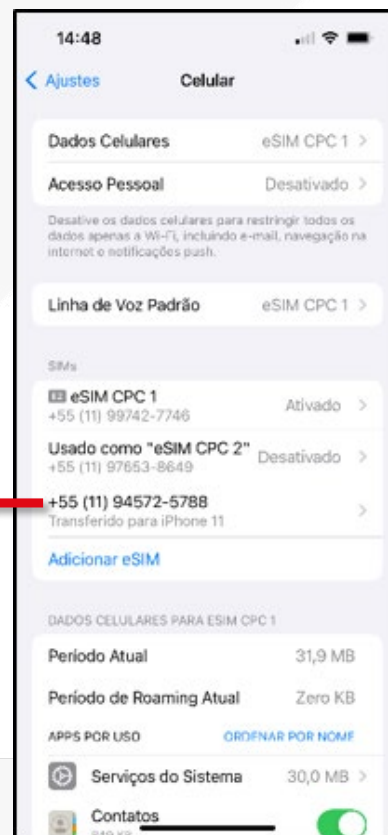 14:48
Ajustes
Celular
Dados Celulares
eSIM CPC 1
Acesso Pessoal
Desativado
Desative os dados celulares para restringir todos os
dados apenas a Wi-Fi, incluindo e-mail, navegação na
internet e notificações push.
Linha de Voz Padrão
eSIM CPC 1
SIMs
eSIM CPC 1
+55 (11) 99742-7746
Ativado
Usado como "eSIM CPC 2"
+55 (11) 97653-8649
Desativado
+55 (11) 94572-5788
Transferido para iPhone 11
Adicionar eSIM
DADOS CELULARES PARA ESIM CPC 1
Período Atual
31,9 MB
Período de Roaming Atual
Zero KB
APPS POR USO
ORDENAR POR NOME
Serviços do Sistema
30,0 MB
Contatos